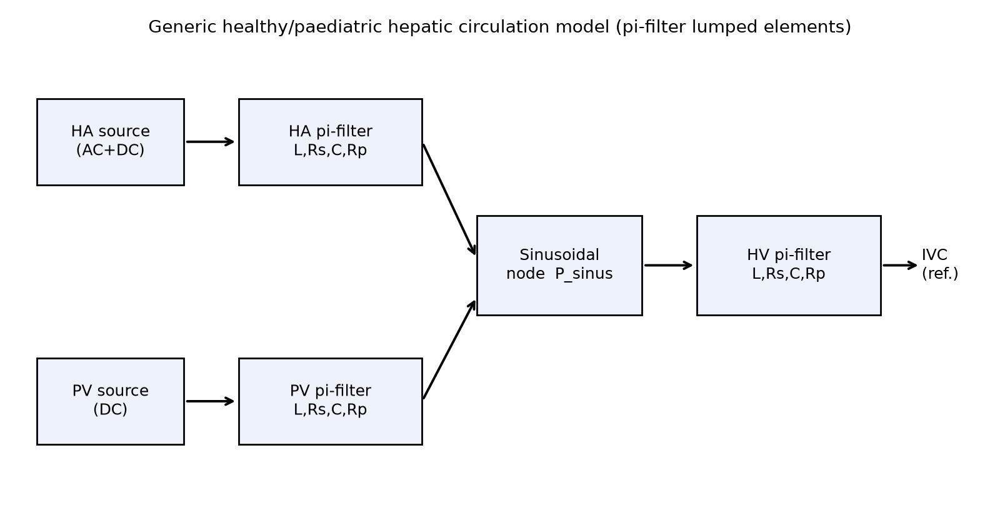 Generic healthy/paediatric hepatic circulation model (pi-filter lumped elements)
HA source
(AC+DC)
HA pi-filter
L,Rs,C,Rp
Sinusoidal
node  P_sinus
HV pi-filter
L,Rs,C,Rp
IVC
(ref.)
PV source
(DC)
PV pi-filter
L,Rs,C,Rp